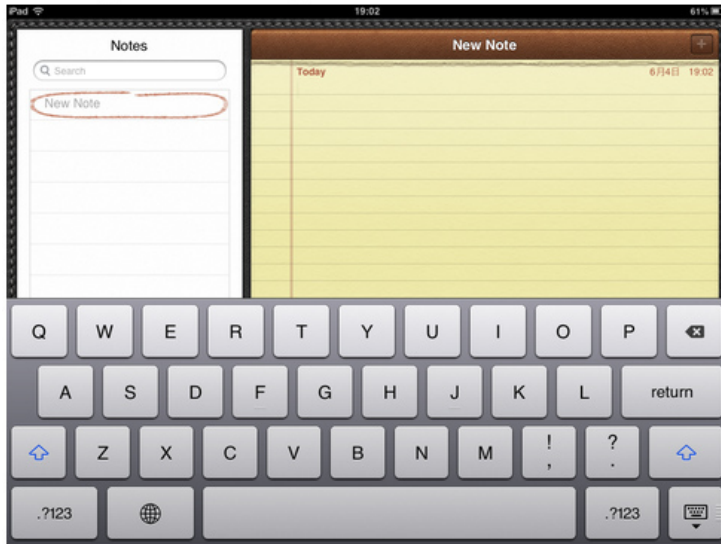 iPad 19:02 61%
Notes New Note +
Search
Today 6月4日 19:02
New Note
Q W E R T Y U I O P
A S D F G H J K L return
Z X C V B N M ! , ? .
.?123 .?123